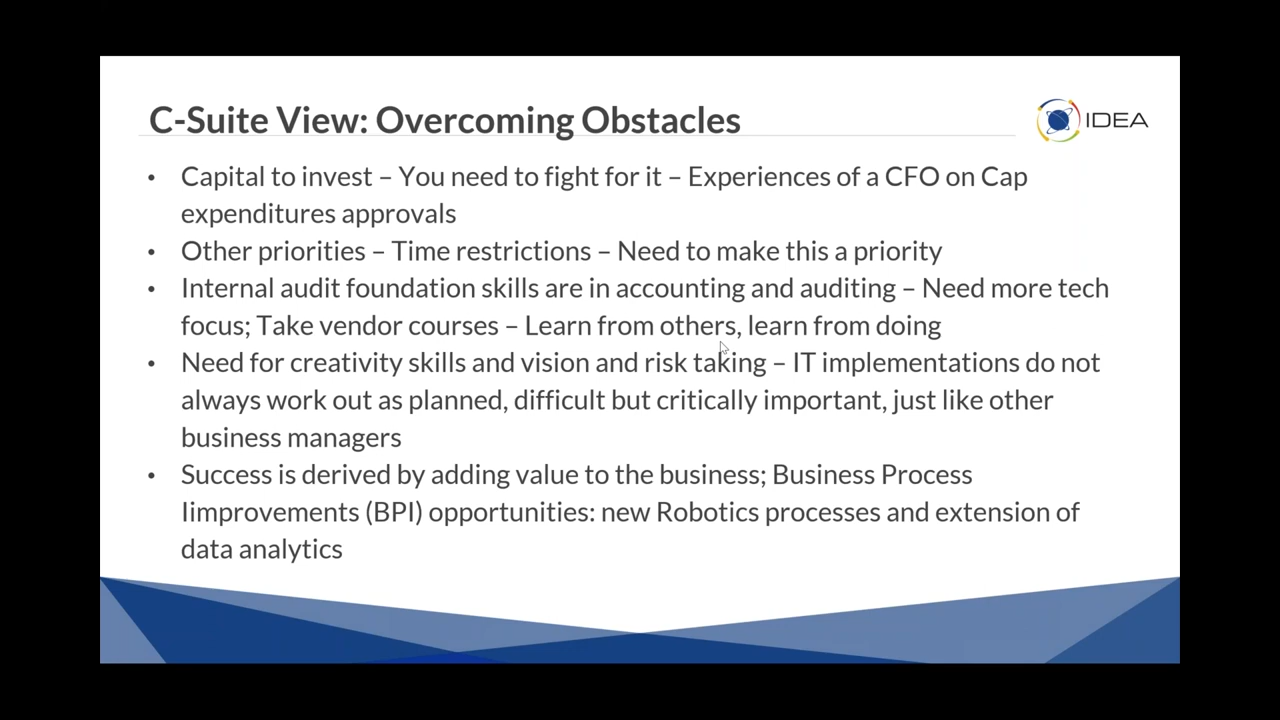 C-Suite View: Overcoming Obstacles
IDEA
• Capital to invest – You need to fight for it – Experiences of a CFO on Cap
expenditures approvals
• Other priorities – Time restrictions – Need to make this a priority
• Internal audit foundation skills are in accounting and auditing – Need more tech
focus; Take vendor courses – Learn from others, learn from doing
• Need for creativity skills and vision and risk taking – IT implementations do not
always work out as planned, difficult but critically important, just like other
business managers
• Success is derived by adding value to the business; Business Process
Iimprovements (BPI) opportunities: new Robotics processes and extension of
data analytics